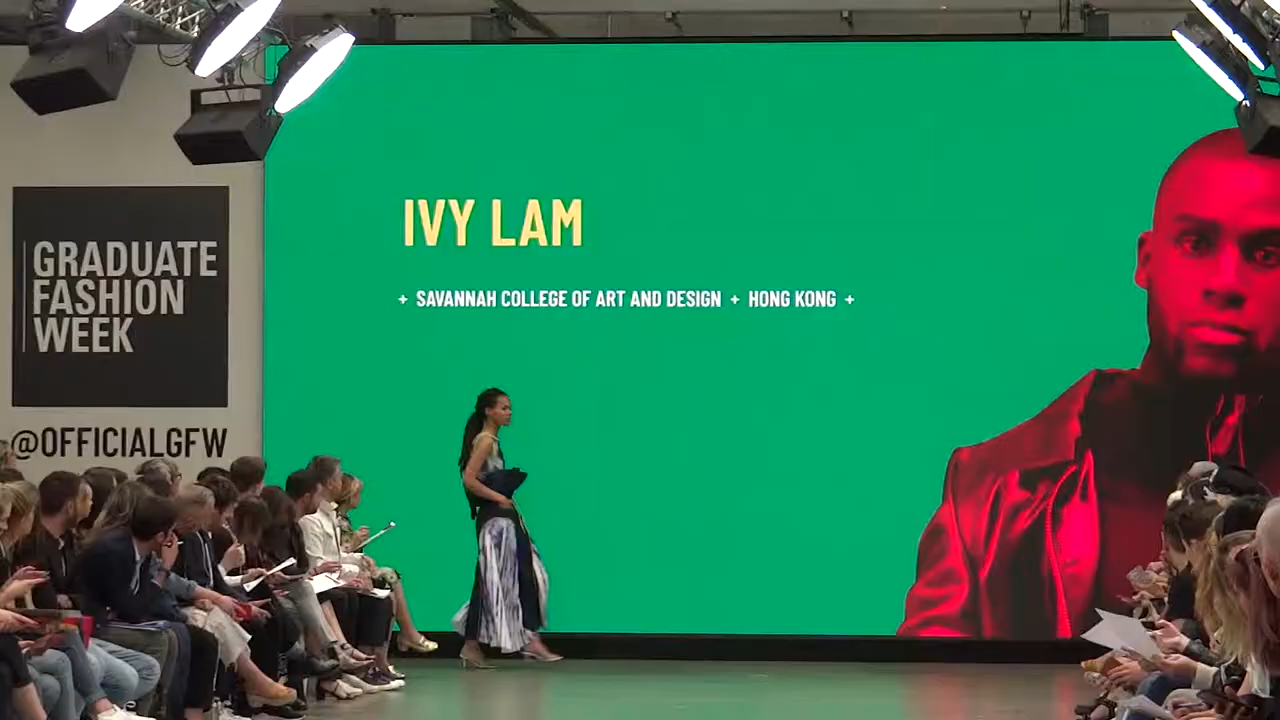 GRADUATE
FASHION
WEEK
@OFFICIALGFW
IVY LAM
+ SAVANNAH COLLEGE OF ART AND DESIGN + HONG KONG +